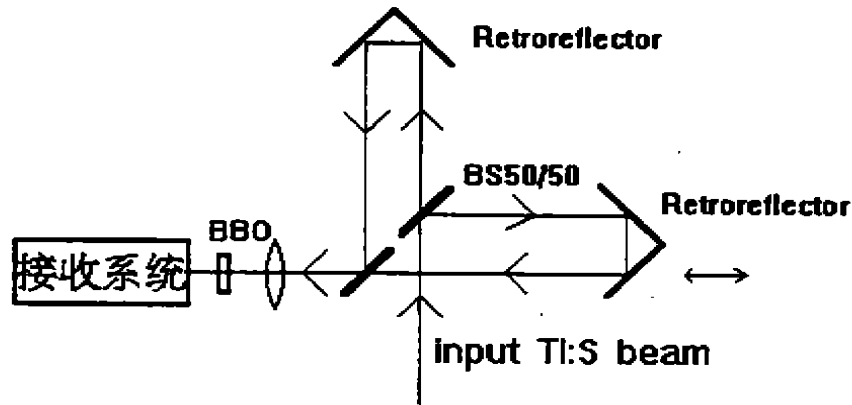 Retroreflector
BS50/50
Retroreflector
BBO
接收系统
input TI:S beam